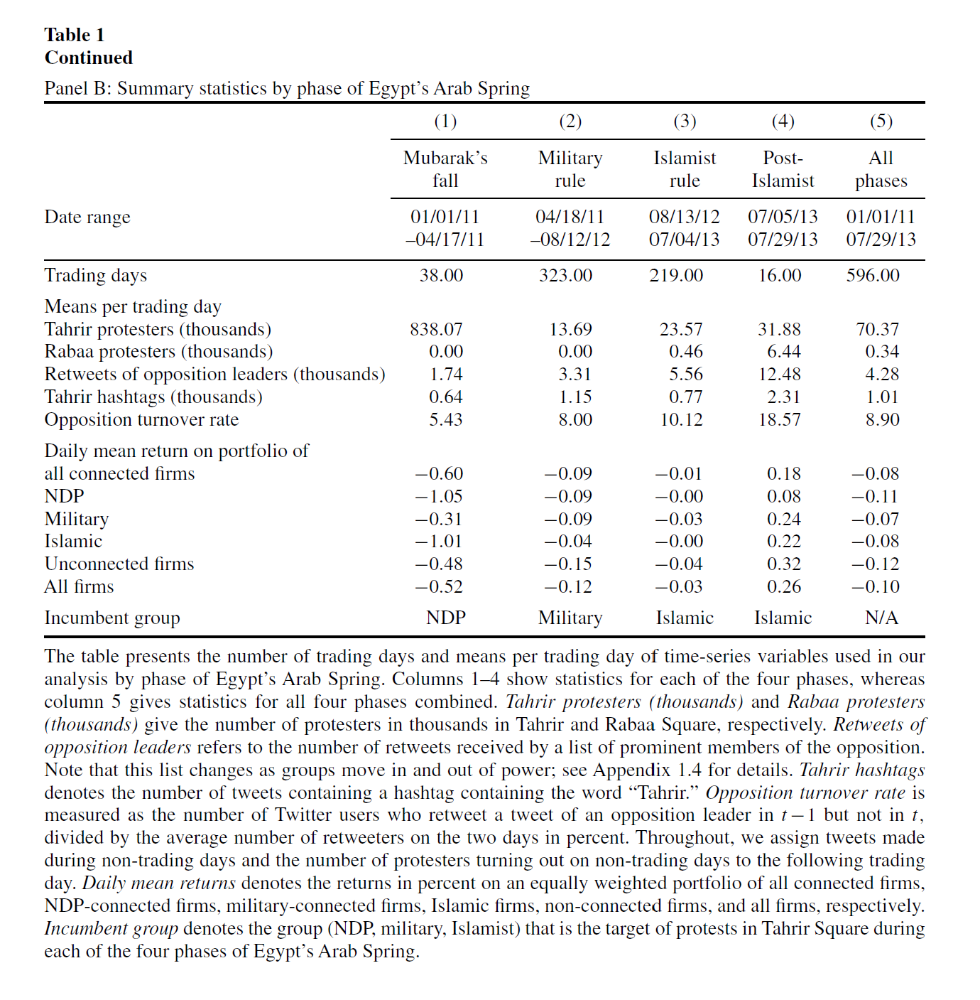 Table 1
Continued
Panel B: Summary statistics by phase of Egypt's Arab Spring
(1) (2) (3) (4) (5)
Mubarak's Military Islamist Post- All
fall rule rule Islamist phases
Date range 01/01/11 04/18/11 08/13/12 07/05/13 01/01/11
–04/17/11 –08/12/12 07/04/13 07/29/13 07/29/13
Trading days 38.00 323.00 219.00 16.00 596.00
Means per trading day
Tahrir protesters (thousands) 838.07 13.69 23.57 31.88 70.37
Rabaa protesters (thousands) 0.00 0.00 0.46 6.44 0.34
Retweets of opposition leaders (thousands) 1.74 3.31 5.56 12.48 4.28
Tahrir hashtags (thousands) 0.64 1.15 0.77 2.31 1.01
Opposition turnover rate 5.43 8.00 10.12 18.57 8.90
Daily mean return on portfolio of
all connected firms −0.60 −0.09 −0.01 0.18 −0.08
NDP −1.05 −0.09 −0.00 0.08 −0.11
Military −0.31 −0.09 −0.03 0.24 −0.07
Islamic −1.01 −0.04 −0.00 0.22 −0.08
Unconnected firms −0.48 −0.15 −0.04 0.32 −0.12
All firms −0.52 −0.12 −0.03 0.26 −0.10
Incumbent group NDP Military Islamic Islamic N/A
The table presents the number of trading days and means per trading day of time-series variables used in our
analysis by phase of Egypt's Arab Spring. Columns 1–4 show statistics for each of the four phases, whereas
column 5 gives statistics for all four phases combined. Tahrir protesters (thousands) and Rabaa protesters
(thousands) give the number of protesters in thousands in Tahrir and Rabaa Square, respectively. Retweets of
opposition leaders refers to the number of retweets received by a list of prominent members of the opposition.
Note that this list changes as groups move in and out of power; see Appendix 1.4 for details. Tahrir hashtags
denotes the number of tweets containing a hashtag containing the word “Tahrir.” Opposition turnover rate is
measured as the number of Twitter users who retweet a tweet of an opposition leader in t−1 but not in t,
divided by the average number of retweeters on the two days in percent. Throughout, we assign tweets made
during non-trading days and the number of protesters turning out on non-trading days to the following trading
day. Daily mean returns denotes the returns in percent on an equally weighted portfolio of all connected firms,
NDP-connected firms, military-connected firms, Islamic firms, non-connected firms, and all firms, respectively.
Incumbent group denotes the group (NDP, military, Islamist) that is the target of protests in Tahrir Square during
each of the four phases of Egypt's Arab Spring.